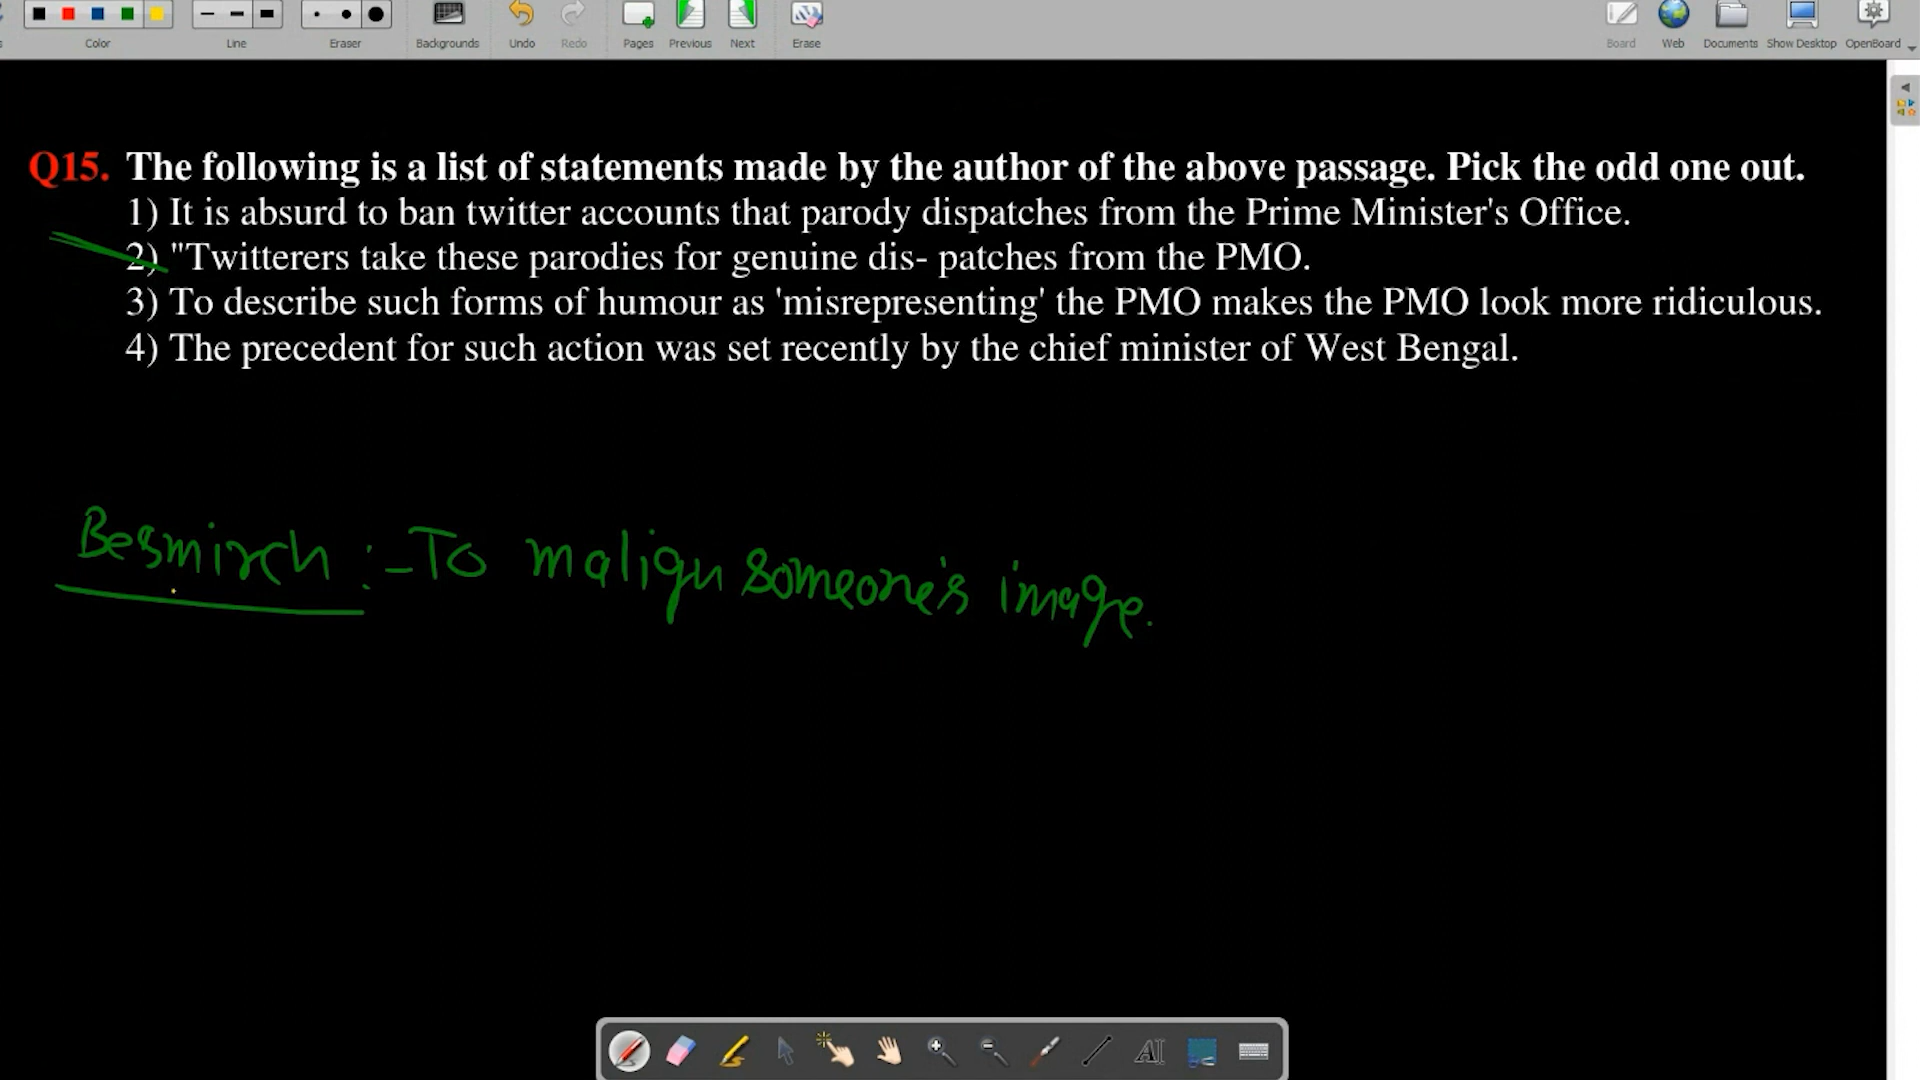 Color Line Eraser Backgrounds Undo Redo Pages Previous Next Erase Board Web Documents Show Desktop OpenBoard
Q15. The following is a list of statements made by the author of the above passage. Pick the odd one out.
1) It is absurd to ban twitter accounts that parody dispatches from the Prime Minister's Office.
2) "Twitterers take these parodies for genuine dis- patches from the PMO.
3) To describe such forms of humour as 'misrepresenting' the PMO makes the PMO look more ridiculous.
4) The precedent for such action was set recently by the chief minister of West Bengal.
Besmirch :- To malign someone's image.